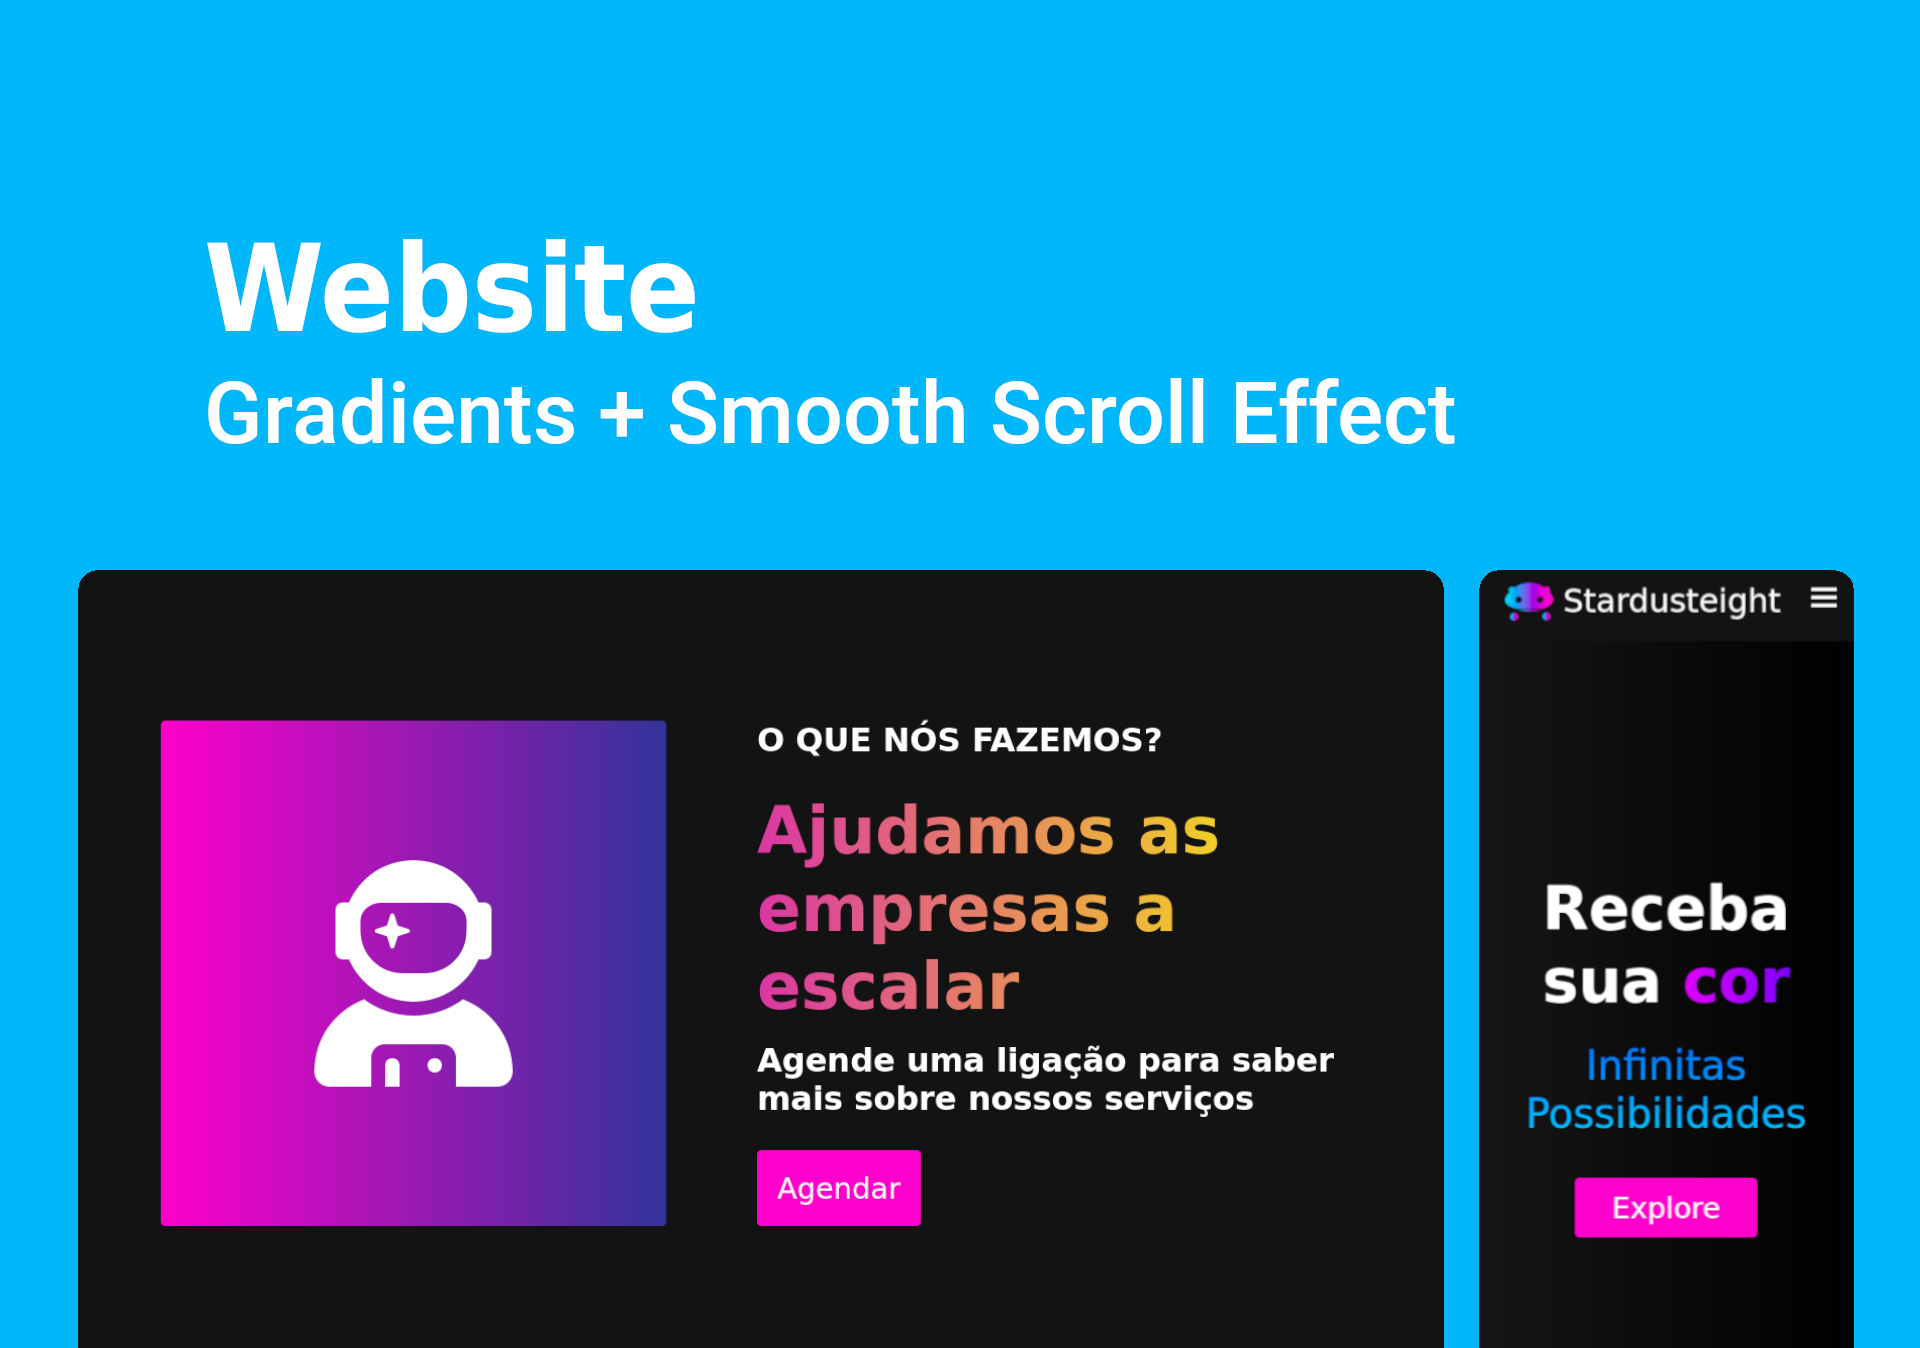 Website
Gradients + Smooth Scroll Effect
O QUE NÓS FAZEMOS?
Ajudamos as
empresas a
escalar
Agende uma ligação para saber
mais sobre nossos serviços
Agendar
Stardusteight
Receba
sua cor
Infinitas
Possibilidades
Explore